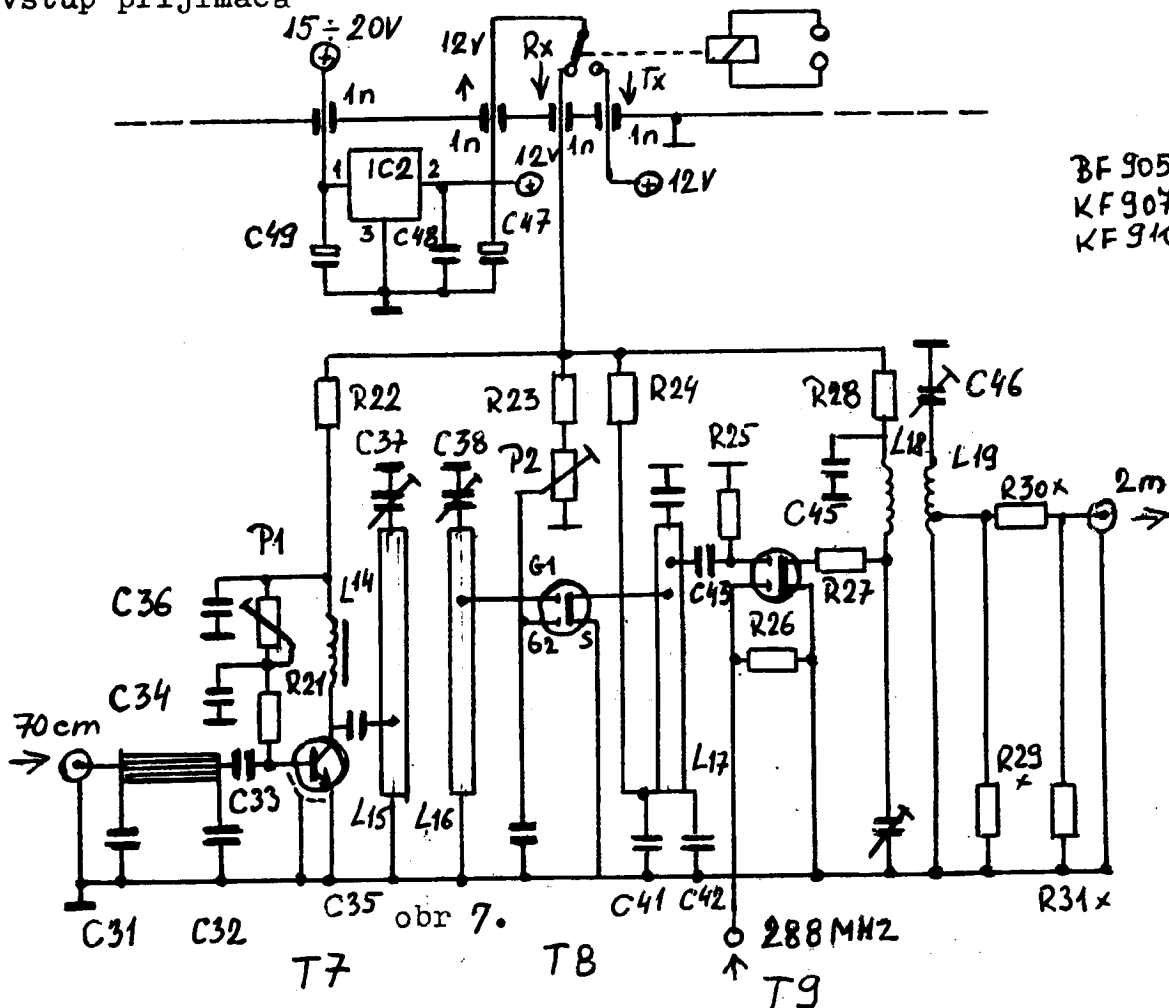 vstup prijímača
15 ÷ 20V
12V
Rx
Tx
1n
1n
1n
1n
1
IC2
2
3
12V
12V
C49
C48
C47
BF 905
KF 907
R22
R23
R24
R28
C46
C37
C38
P2
R25
L18
L19
R30x
2m
P1
C45
C36
L14
G1
C43
R27
G2
S
R26
C34
R21
70cm
C33
L15
L16
L17
R29
x
C31
C32
C35
obr 7.
C41
C42
R31x
288 MHz
T7
T8
T9